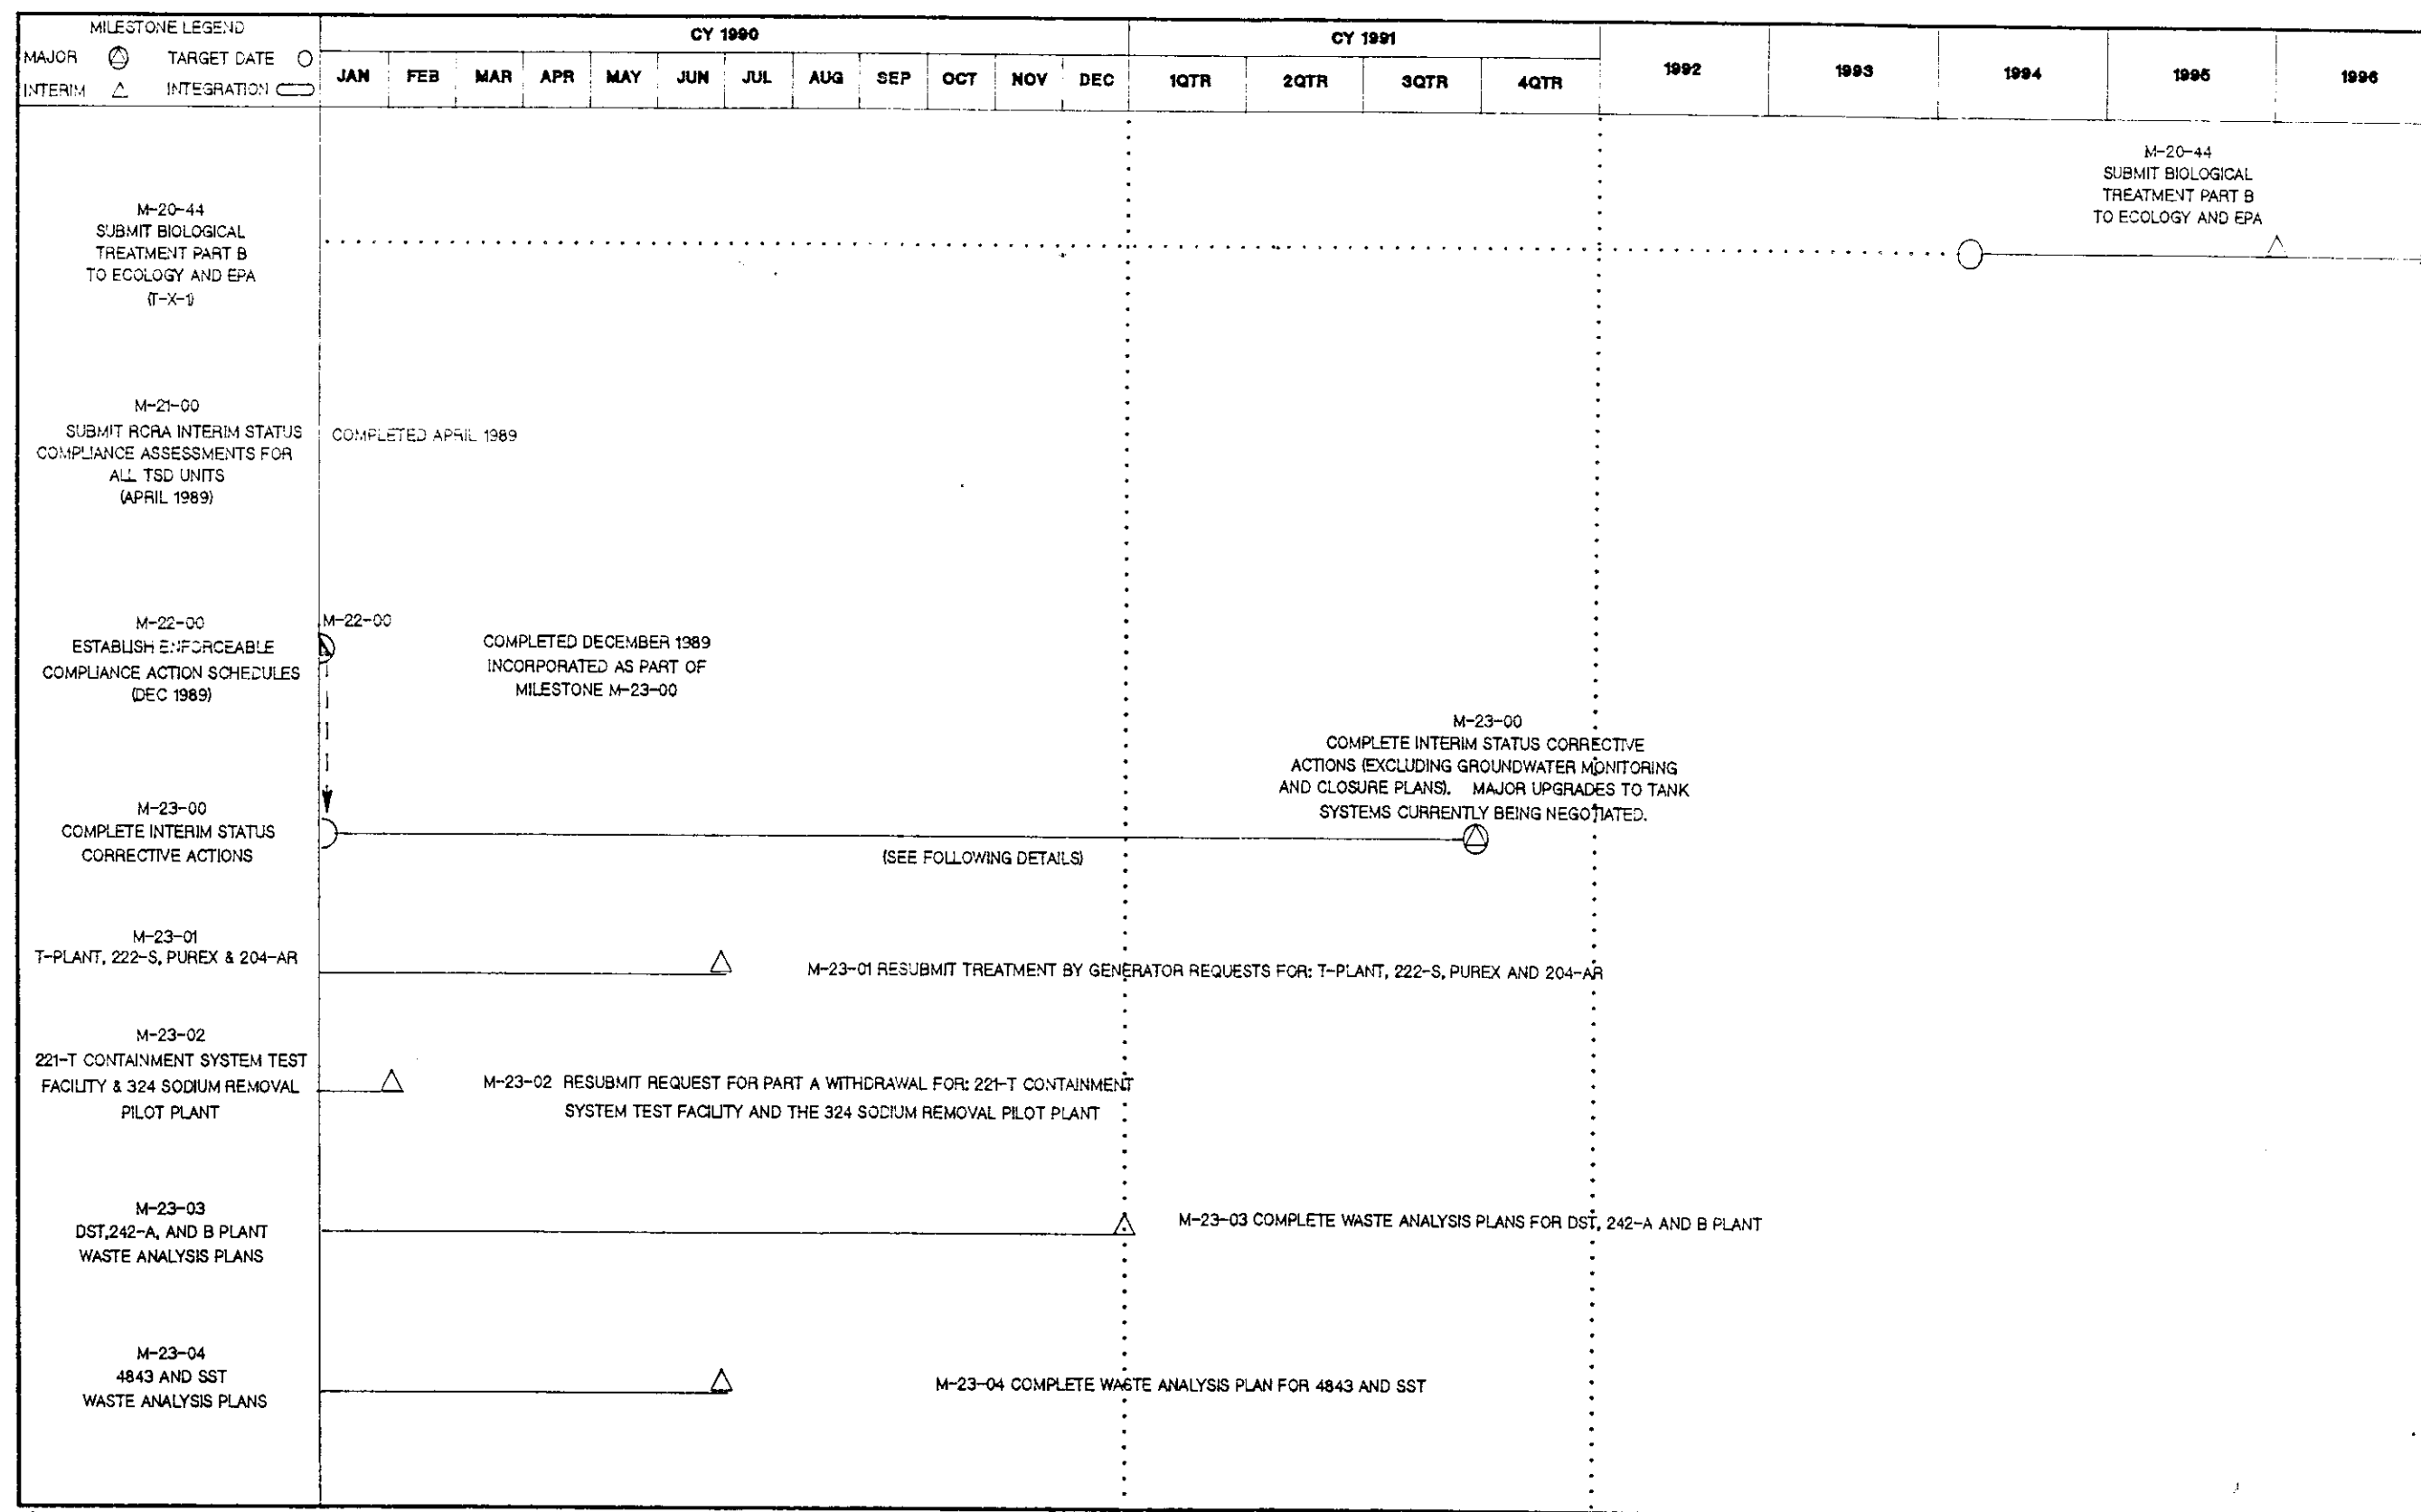 MILESTONE LEGEND
MAJOR TARGET DATE
INTERIM INTEGRATION
CY 1990
CY 1991
JAN FEB MAR APR MAY JUN JUL AUG SEP OCT NOV DEC 1QTR 2QTR 3QTR 4QTR 1992 1993 1994 1995 1996
M-20-44
SUBMIT BIOLOGICAL
TREATMENT PART B
TO ECOLOGY AND EPA
(T-X-1)
M-20-44
SUBMIT BIOLOGICAL
TREATMENT PART B
TO ECOLOGY AND EPA
M-21-00
SUBMIT RCRA INTERIM STATUS
COMPLIANCE ASSESSMENTS FOR
ALL TSD UNITS
(APRIL 1989)
COMPLETED APRIL 1989
M-22-00
ESTABLISH ENFORCEABLE
COMPLIANCE ACTION SCHEDULES
(DEC 1989)
M-22-00
COMPLETED DECEMBER 1989
INCORPORATED AS PART OF
MILESTONE M-23-00
M-23-00
COMPLETE INTERIM STATUS CORRECTIVE
ACTIONS (EXCLUDING GROUNDWATER MONITORING
AND CLOSURE PLANS). MAJOR UPGRADES TO TANK
SYSTEMS CURRENTLY BEING NEGOTIATED.
M-23-00
COMPLETE INTERIM STATUS
CORRECTIVE ACTIONS
(SEE FOLLOWING DETAILS)
M-23-01
T-PLANT, 222-S, PUREX & 204-AR
M-23-01 RESUBMIT TREATMENT BY GENERATOR REQUESTS FOR: T-PLANT, 222-S, PUREX AND 204-AR
M-23-02
221-T CONTAINMENT SYSTEM TEST
FACILITY & 324 SODIUM REMOVAL
PILOT PLANT
M-23-02 RESUBMIT REQUEST FOR PART A WITHDRAWAL FOR: 221-T CONTAINMENT
SYSTEM TEST FACILITY AND THE 324 SODIUM REMOVAL PILOT PLANT
M-23-03
DST,242-A, AND B PLANT
WASTE ANALYSIS PLANS
M-23-03 COMPLETE WASTE ANALYSIS PLANS FOR DST, 242-A AND B PLANT
M-23-04
4843 AND SST
WASTE ANALYSIS PLANS
M-23-04 COMPLETE WASTE ANALYSIS PLAN FOR 4843 AND SST